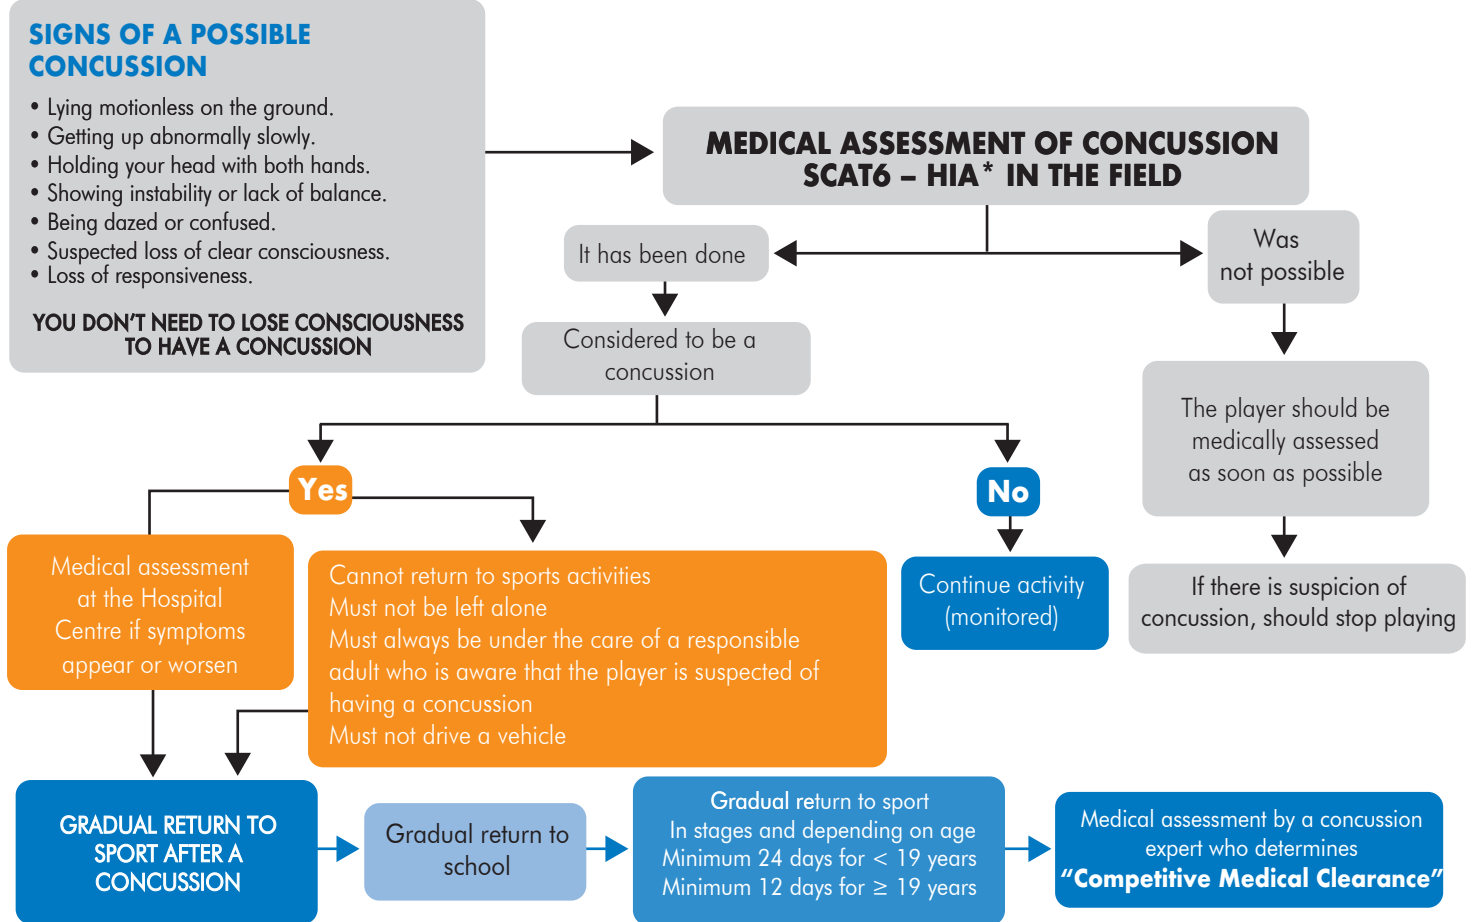 SIGNS OF A POSSIBLE
CONCUSSION
• Lying motionless on the ground.
• Getting up abnormally slowly.
• Holding your head with both hands.
• Showing instability or lack of balance.
• Being dazed or confused.
• Suspected loss of clear consciousness.
• Loss of responsiveness.
YOU DON'T NEED TO LOSE CONSCIOUSNESS
TO HAVE A CONCUSSION
MEDICAL ASSESSMENT OF CONCUSSION
SCAT6 – HIA* IN THE FIELD
It has been done
Was
not possible
Considered to be a
concussion
The player should be
medically assessed
as soon as possible
Yes
No
Medical assessment
at the Hospital
Centre if symptoms
appear or worsen
Cannot return to sports activities
Must not be left alone
Must always be under the care of a responsible
adult who is aware that the player is suspected of
having a concussion
Must not drive a vehicle
Continue activity
(monitored)
If there is suspicion of
concussion, should stop playing
GRADUAL RETURN TO
SPORT AFTER A
CONCUSSION
Gradual return to
school
Gradual return to sport
In stages and depending on age
Minimum 24 days for < 19 years
Minimum 12 days for ≥ 19 years
Medical assessment by a concussion
expert who determines
"Competitive Medical Clearance"